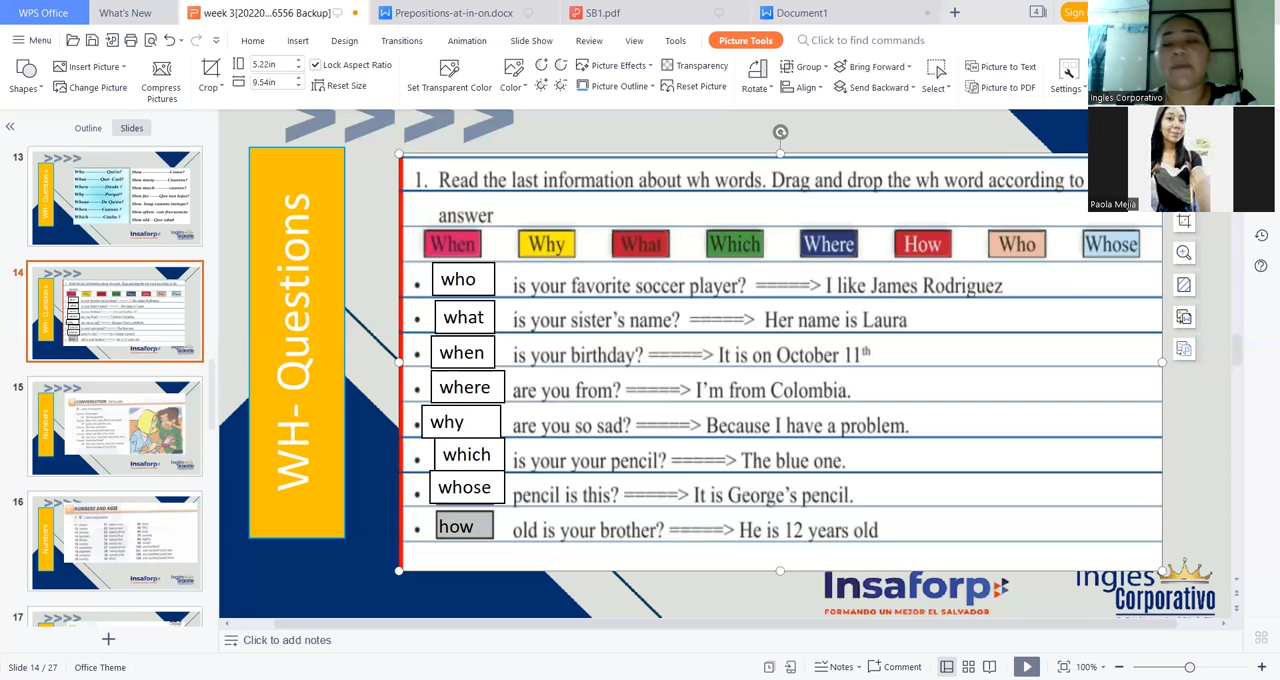 WPS Office What's New week 3[20220...6556 Backup] Prepositions-at-in-on.docx SB1.pdf Document1 + 4 Sign
Menu Home Insert Design Transitions Animation Slide Show Review View Tools Picture Tools Click to find commands
Shapes Insert Picture Change Picture Compress Pictures Crop 5.22in 9.54in Lock Aspect Ratio Reset Size Set Transparent Color Color Picture Effects Picture Outline Transparency Reset Picture Rotate Group Align Bring Forward Send Backward Select Picture to Text Picture to PDF Settings
Ingles Corporativo
Paola Mejia
Outline Slides
13
14
15
16
17
WH- Questions
1. Read the last information about wh words. Drag and drop the wh word according to
answer
When Why What Which Where How Who Whose
• who is your favorite soccer player? =====> I like James Rodriguez
• what is your sister's name? =====> Her name is Laura
• when is your birthday? =====> It is on October 11th
• where are you from? =====> I'm from Colombia.
• why are you so sad? =====> Because I have a problem.
• which is your your pencil? =====> The blue one.
• whose pencil is this? =====> It is George's pencil.
• how old is your brother? =====> He is 12 years old
Insaforp
FORMANDO UN MEJOR EL SALVADOR
Ingles
Corporativo
Click to add notes
Slide 14 / 27 Office Theme Notes Comment 100%